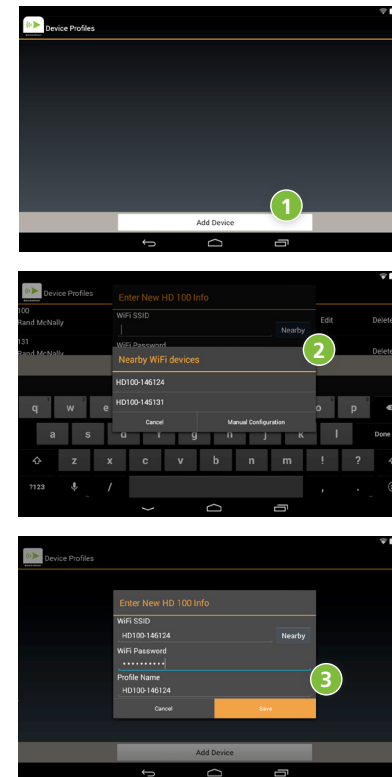 Device Profiles
Add Device
1
Device Profiles
Enter New HD 100 Info
100
WiFi SSID
Rand McNally
Edit
Delete
Nearby
2
131
WiFi Password
Rand McNally
Delete
Nearby WiFi devices
HD100-146124
HD100-145131
Cancel
Manual Configuration
q w e o p
a s d f g h j k l Done
z x c v b n m ! ?
?123 / , .
Device Profiles
Enter New HD 100 Info
WiFi SSID
HD100-146124
Nearby
WiFi Password
••••••••••
Profile Name
3
HD100-146124
Cancel
Save
Add Device